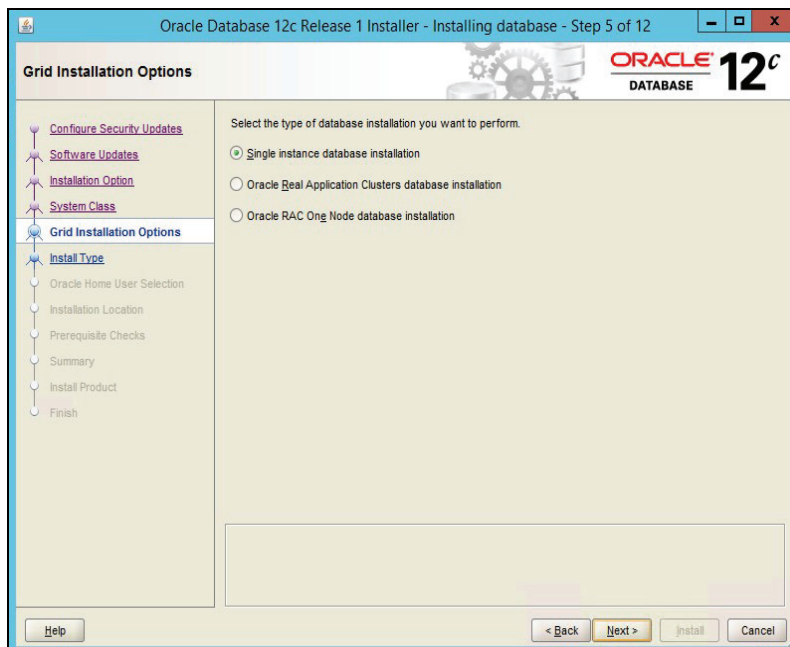 Oracle Database 12c Release 1 Installer - Installing database - Step 5 of 12
Grid Installation Options
ORACLE
DATABASE
12c
Configure Security Updates
Software Updates
Installation Option
System Class
Grid Installation Options
Install Type
Oracle Home User Selection
Installation Location
Prerequisite Checks
Summary
Install Product
Finish
Select the type of database installation you want to perform.
Single instance database installation
Oracle Real Application Clusters database installation
Oracle RAC One Node database installation
Help
< Back
Next >
Install
Cancel